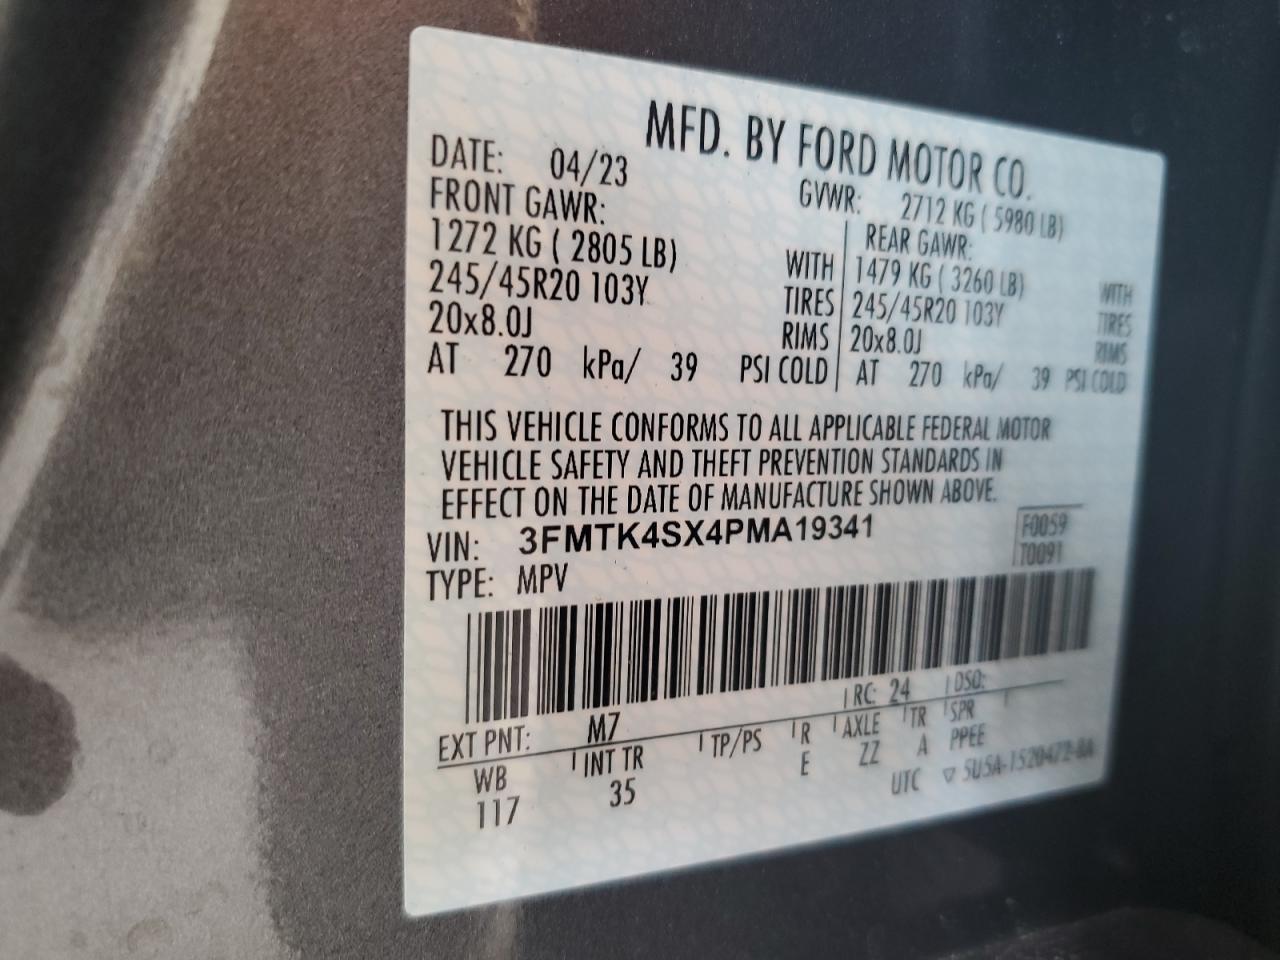 MFD. BY FORD MOTOR CO.
DATE: 04/23 GVWR: 2712 KG ( 5980 LB)
FRONT GAWR: REAR GAWR:
1272 KG ( 2805 LB) WITH 1479 KG ( 3260 LB) WITH
245/45R20 103Y TIRES 245/45R20 103Y TIRES
20x8.0J RIMS 20x8.0J RIMS
AT 270 kPa/ 39 PSI COLD AT 270 kPa/ 39 PSI COLD
THIS VEHICLE CONFORMS TO ALL APPLICABLE FEDERAL MOTOR
VEHICLE SAFETY AND THEFT PREVENTION STANDARDS IN
EFFECT ON THE DATE OF MANUFACTURE SHOWN ABOVE.
VIN: 3FMTK4SX4PMA19341 F0059
TYPE: MPV T0091
EXT PNT: M7 RC: 24 DSO:
WB INT TR TP/PS R AXLE TR SPR
117 35 E ZZ A PPEE
UTC ▽ 5U5A-1520472-BA